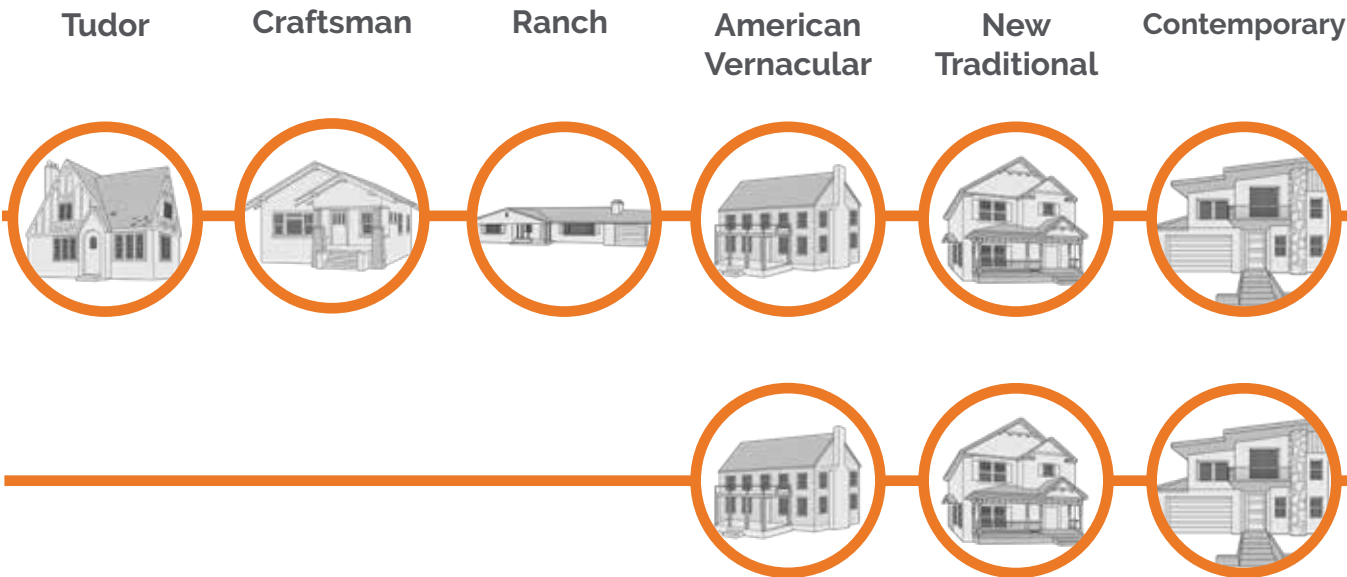 Tudor
Craftsman
Ranch
American
Vernacular
New
Traditional
Contemporary